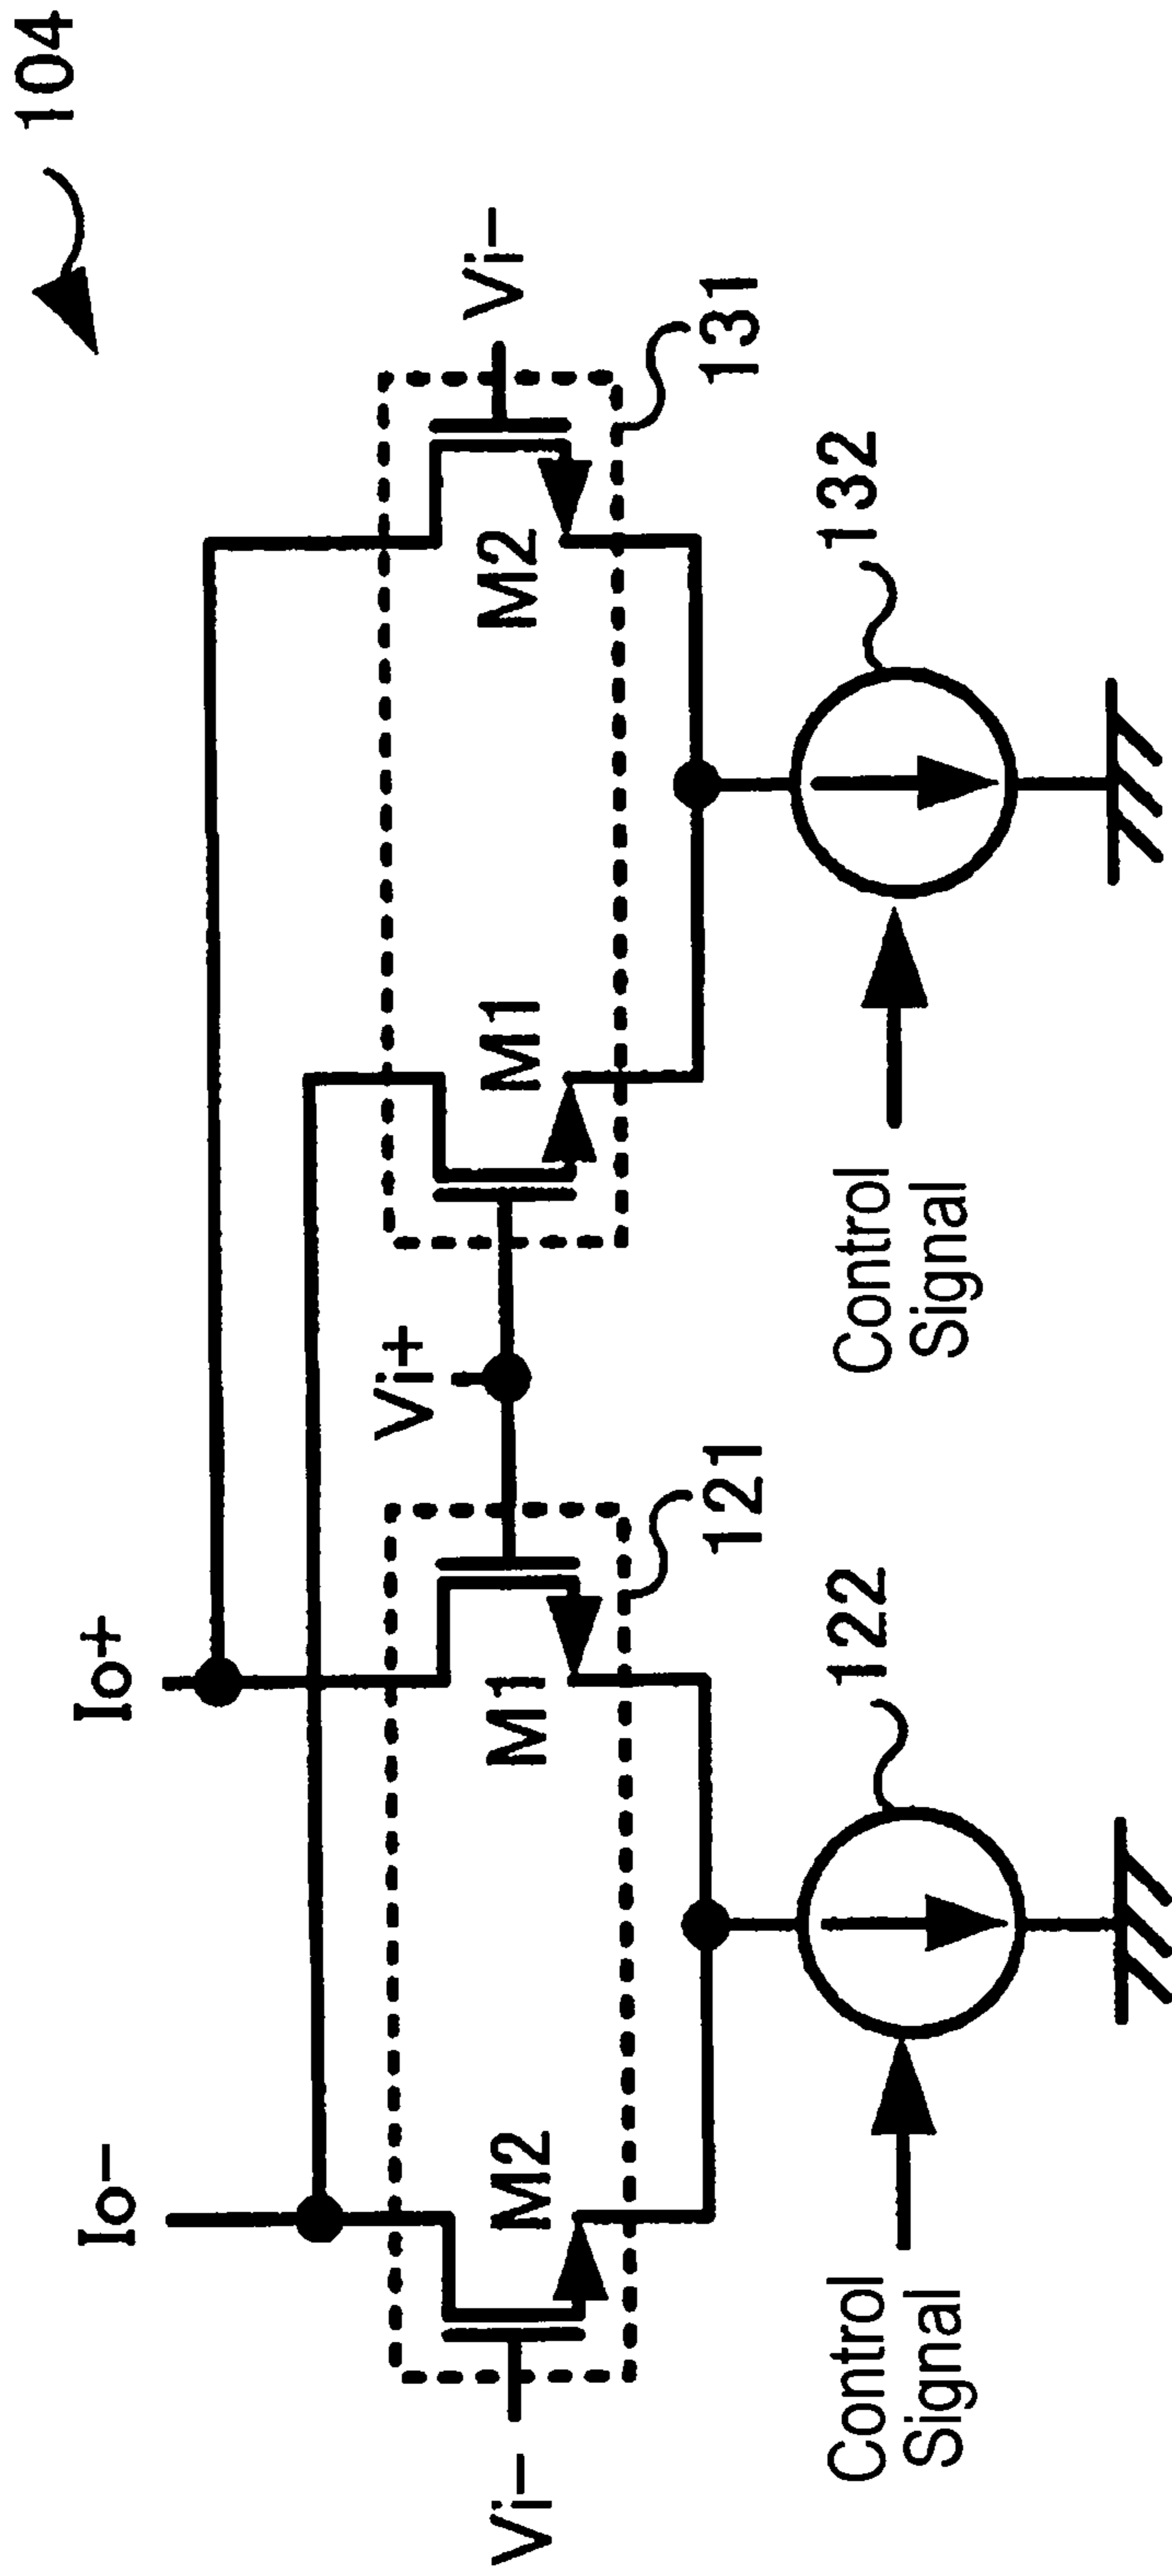 104
Io−
Io+
Vi−
M2
M1
Vi+
M1
M2
Vi−
121
131
122
132
Control
Signal
Control
Signal